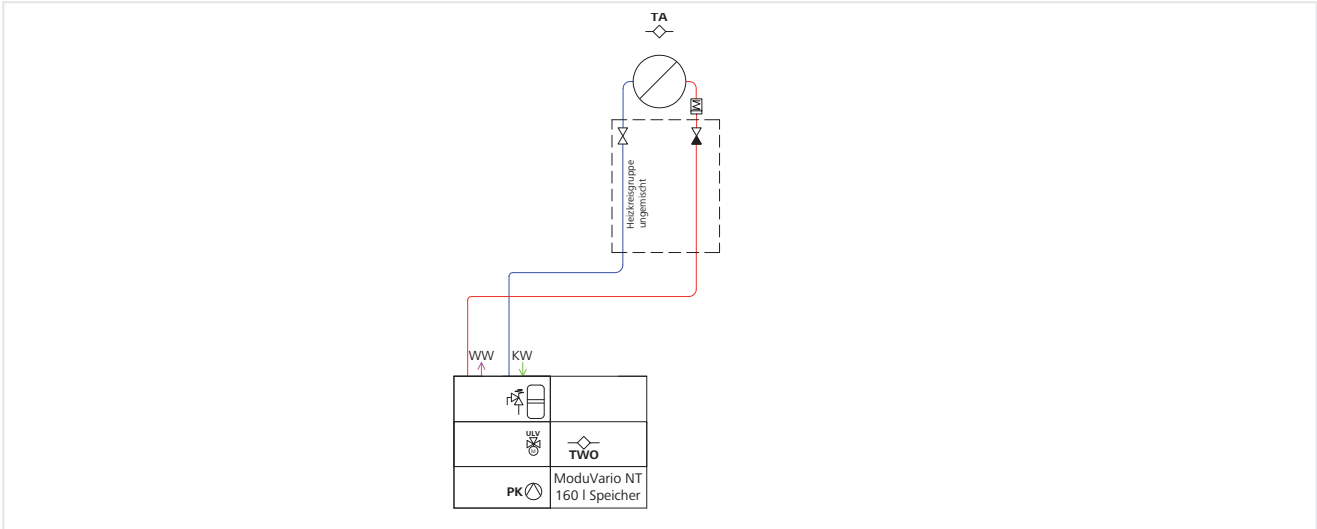 TA
Heizkreisgruppe
ungemischt
WW
KW
ULV
M
TWO
PK
ModuVario NT
160 l Speicher